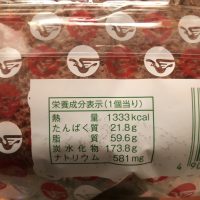 栄養成分表示(1個当り)
熱量 1333kcal
たんぱく質 21.8g
脂質 59.6g
炭水化物 173.8g
ナトリウム 581mg